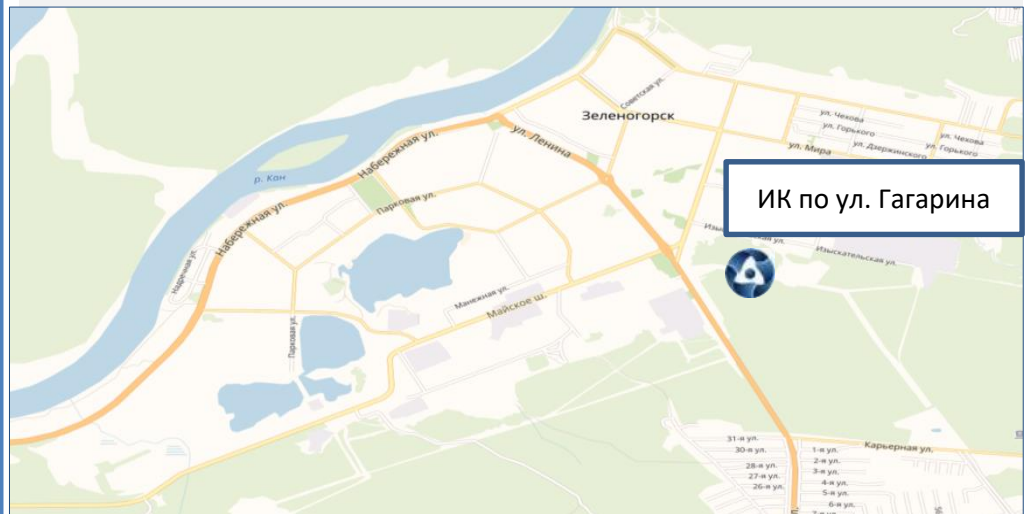 Советская ул.
Зеленогорск
ул. Чехова
ул. Горького
ул. Чехова
ул. Дзержинского
ул. Горького
ул. Мира
ул. Ленина
Набережная ул.
р. Кон
ИК по ул. Гагарина
Парковая ул.
Набережная ул.
Изыскательская ул.
Манежная ул.
Майское ш.
Парковая ул.
31-я ул.
30-я ул.
28-я ул.
27-я ул.
26-я ул.
1-я ул.
2-я ул.
3-я ул.
4-я ул.
5-я ул.
6-я ул.
Карьерная ул.